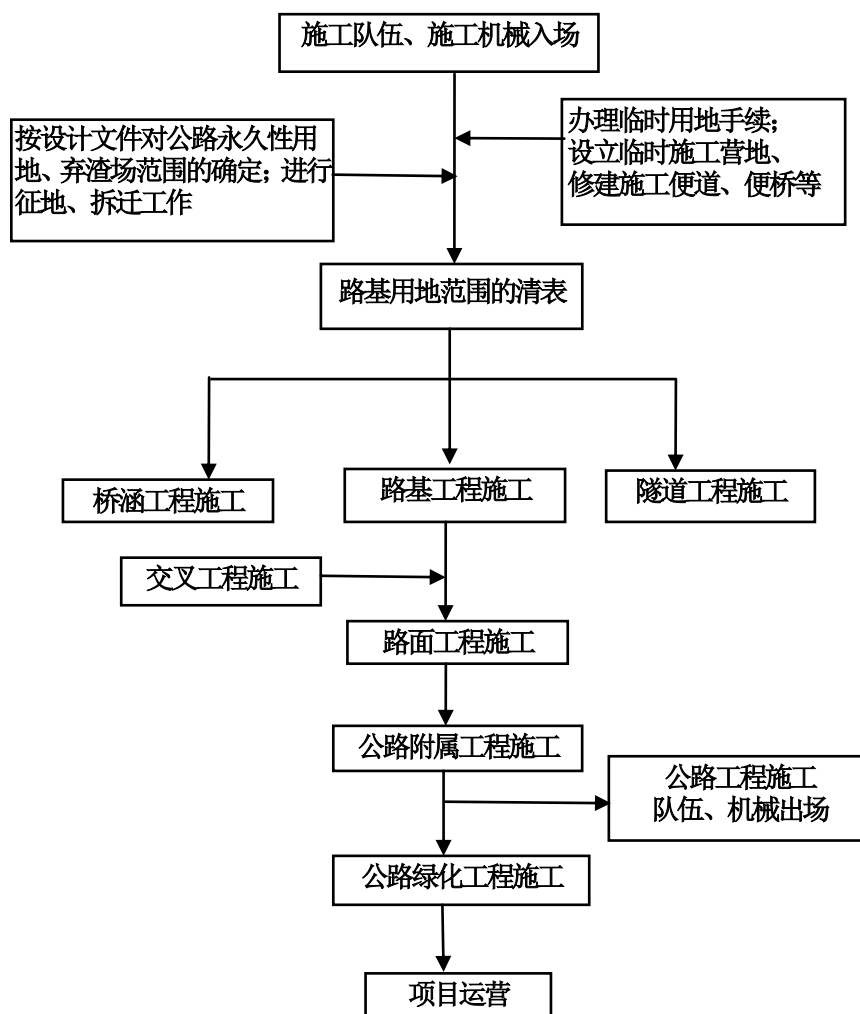 施工队伍、施工机械入场
按设计文件对公路永久性用
地、弃渣场范围的确定；进行
征地、拆迁工作
办理临时用地手续；
设立临时施工营地、
修建施工便道、便桥等
路基用地范围的清表
桥涵工程施工
路基工程施工
隧道工程施工
交叉工程施工
路面工程施工
公路附属工程施工
公路工程施工
队伍、机械出场
公路绿化工程施工
项目运营